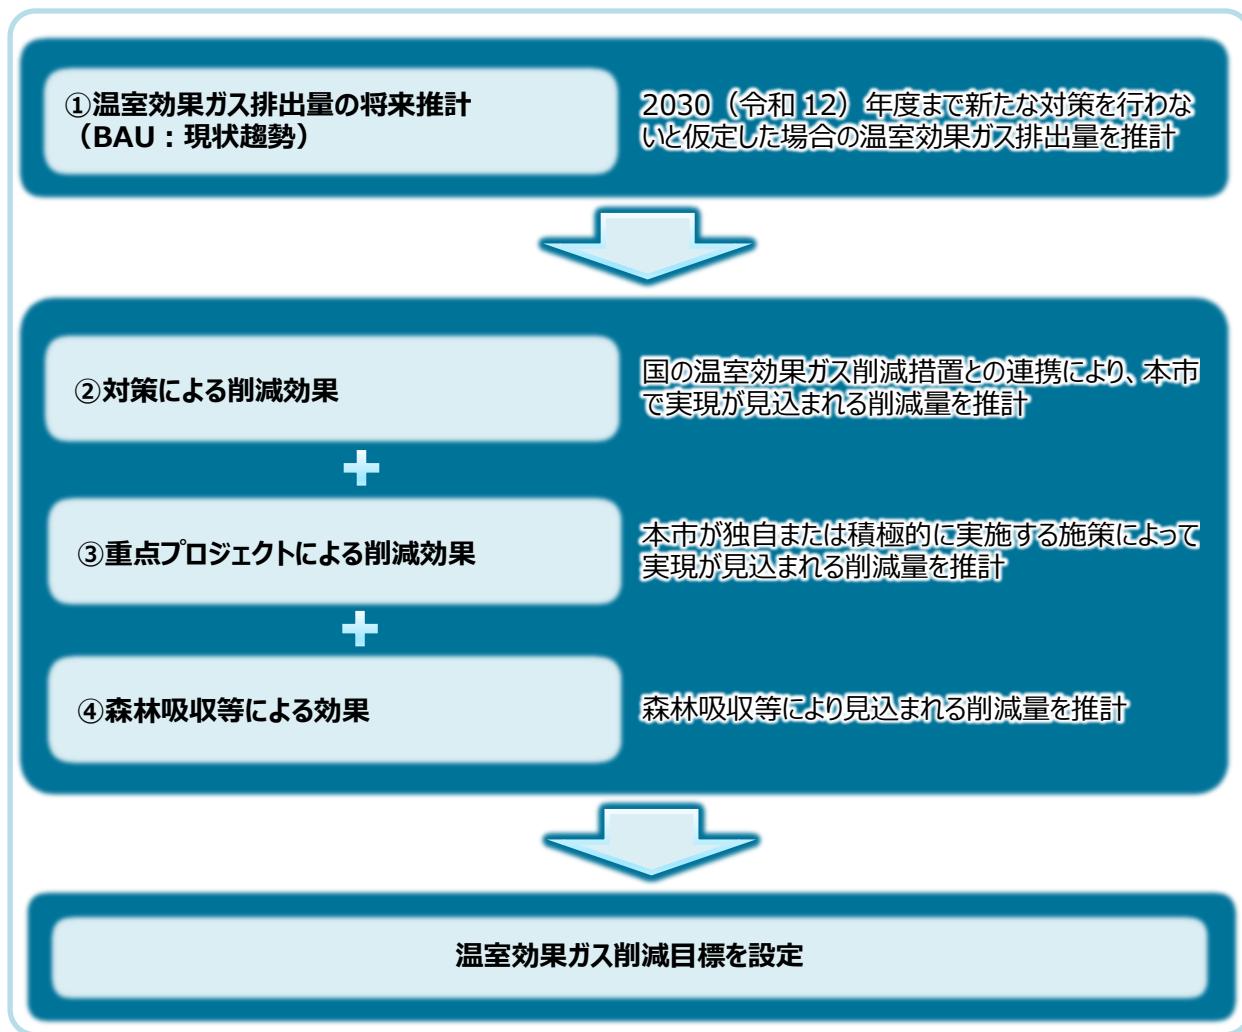 ①温室効果ガス排出量の将来推計
（BAU：現状趨勢）
2030（令和 12）年度まで新たな対策を行わな
いと仮定した場合の温室効果ガス排出量を推計
②対策による削減効果
国の温室効果ガス削減措置との連携により、本市
で実現が見込まれる削減量を推計
+
③重点プロジェクトによる削減効果
本市が独自または積極的に実施する施策によって
実現が見込まれる削減量を推計
+
④森林吸収等による効果
森林吸収等により見込まれる削減量を推計
温室効果ガス削減目標を設定